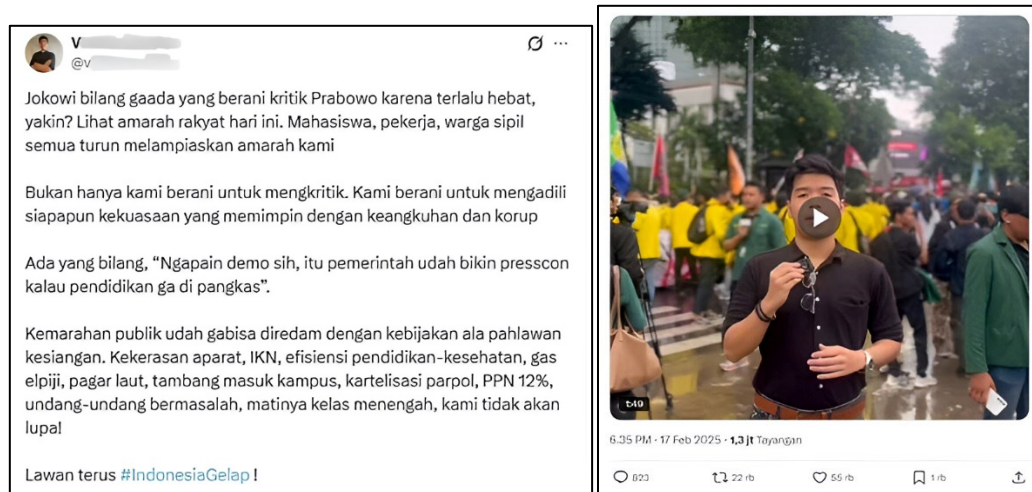 V
@v
Jokowi bilang gaada yang berani kritik Prabowo karena terlalu hebat,
yakin? Lihat amarah rakyat hari ini. Mahasiswa, pekerja, warga sipil
semua turun melampiaskan amarah kami
Bukan hanya kami berani untuk mengkritik. Kami berani untuk mengadili
siapapun kekuasaan yang memimpin dengan keangkuhan dan korup
Ada yang bilang, “Ngapain demo sih, itu pemerintah udah bikin presscon
kalau pendidikan ga di pangkas”.
Kemarahan publik udah gabisa diredam dengan kebijakan ala pahlawan
kesiangan. Kekerasan aparat, IKN, efisiensi pendidikan-kesehatan, gas
elpiji, pagar laut, tambang masuk kampus, kartelisasi parpol, PPN 12%,
undang-undang bermasalah, matinya kelas menengah, kami tidak akan
lupa!
Lawan terus #IndonesiaGelap !
6.35 PM · 17 Feb 2025 · 1,3 jt Tayangan
22 rb
55 rb
1 rb